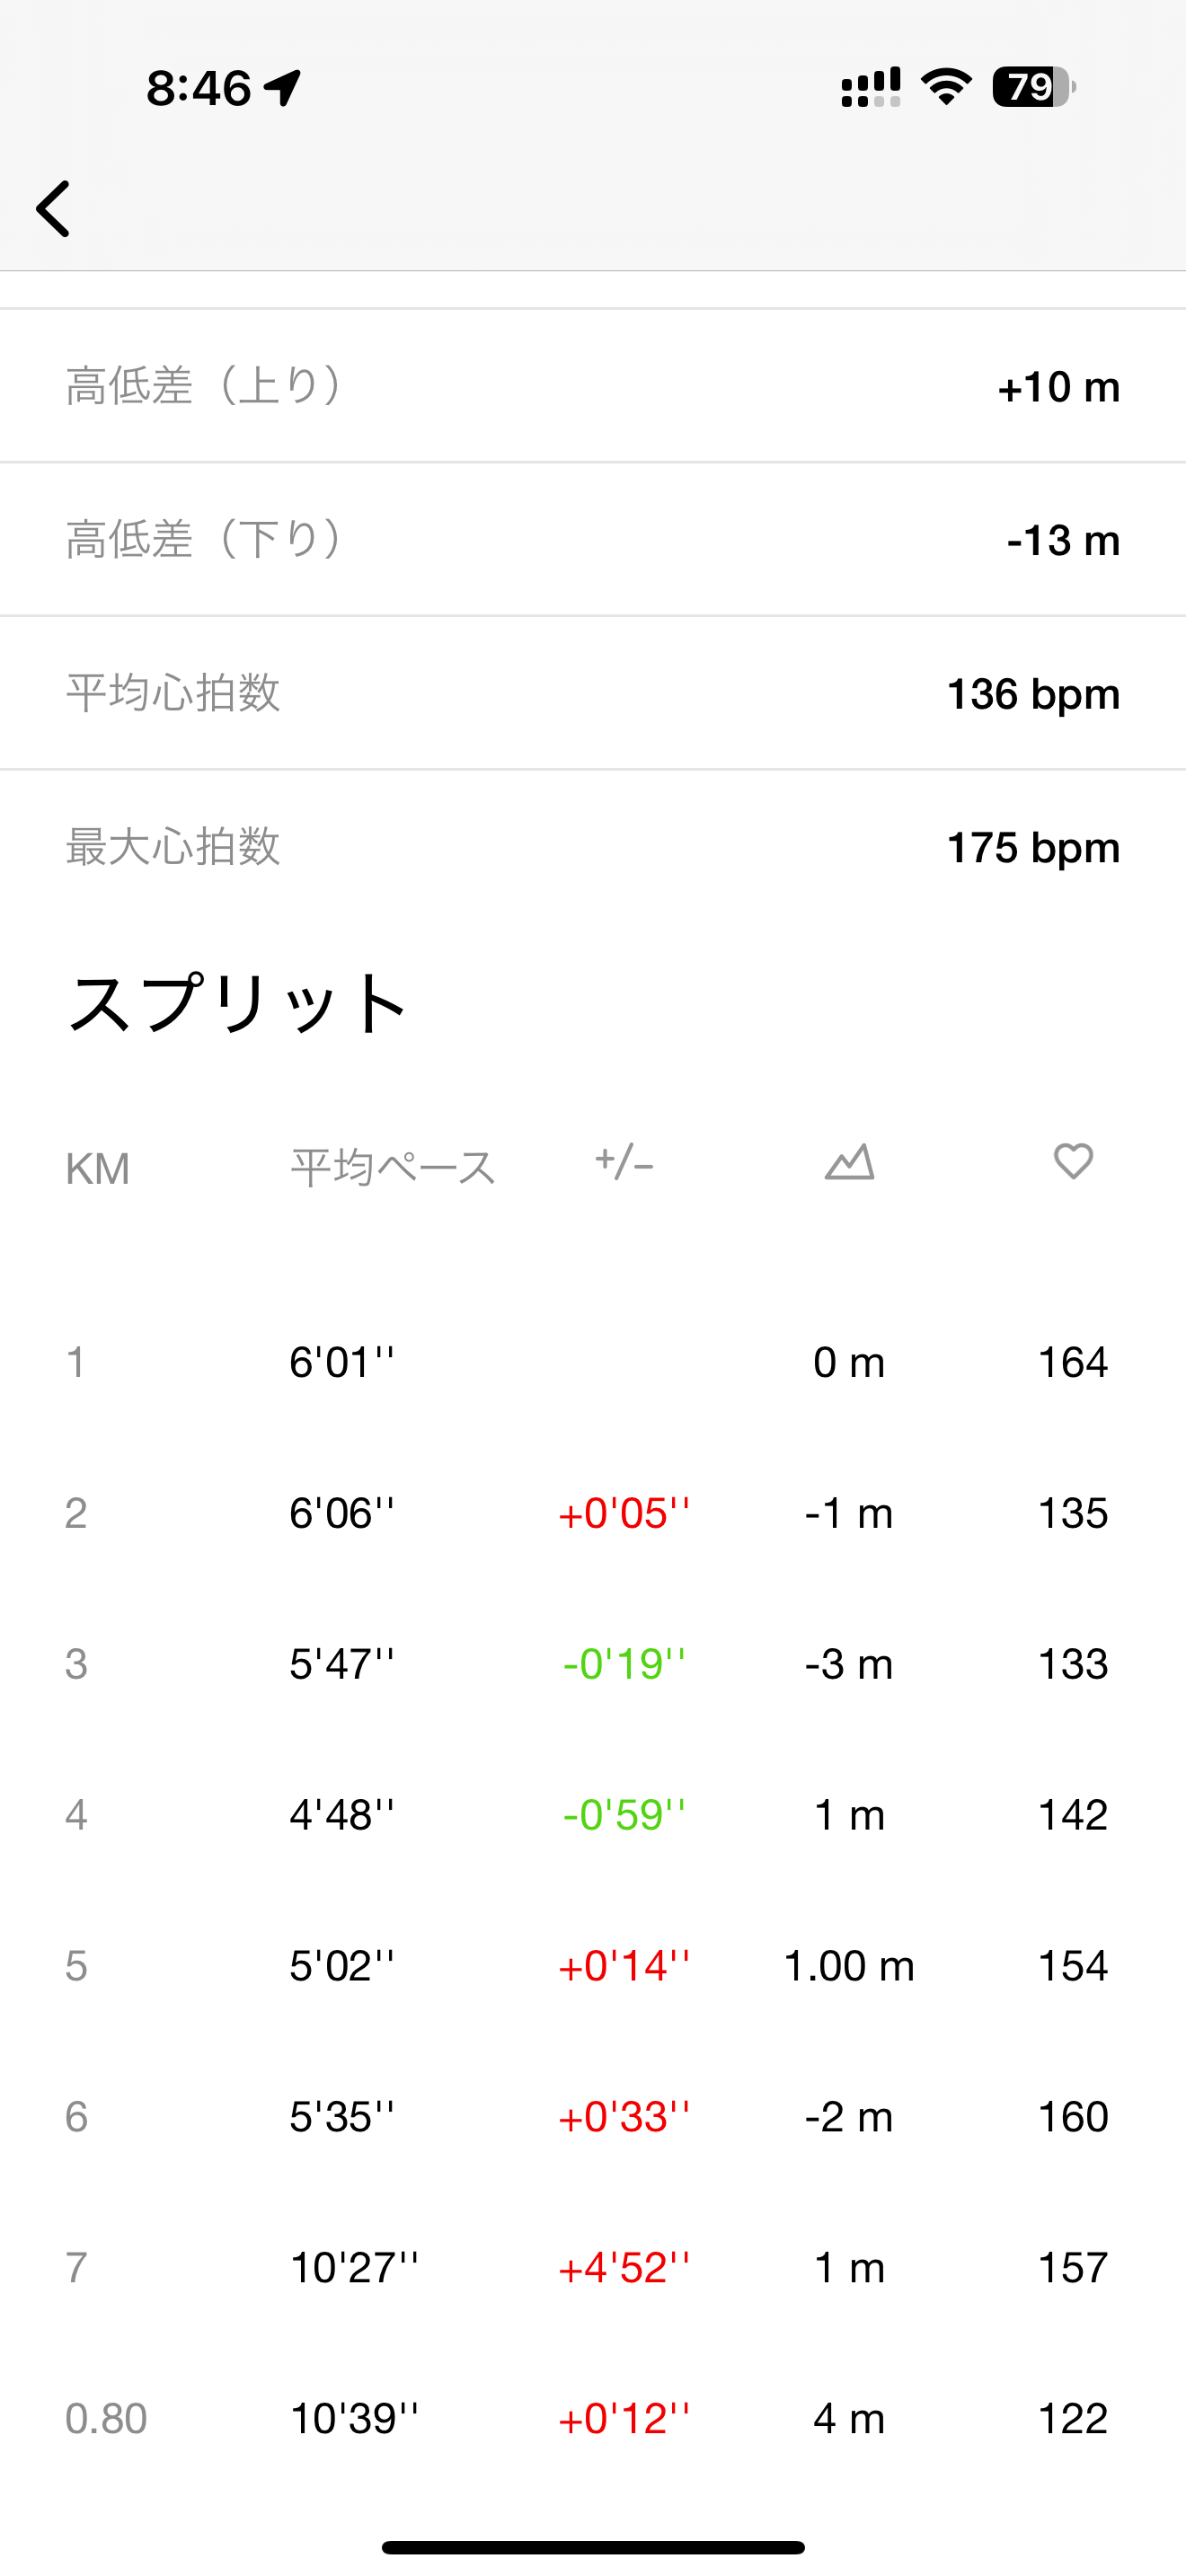 8:46 79
高低差（上り） +10 m
高低差（下り） -13 m
平均心拍数 136 bpm
最大心拍数 175 bpm
スプリット
KM 平均ペース +/-
1 6'01'' 0 m 164
2 6'06'' +0'05'' -1 m 135
3 5'47'' -0'19'' -3 m 133
4 4'48'' -0'59'' 1 m 142
5 5'02'' +0'14'' 1.00 m 154
6 5'35'' +0'33'' -2 m 160
7 10'27'' +4'52'' 1 m 157
0.80 10'39'' +0'12'' 4 m 122